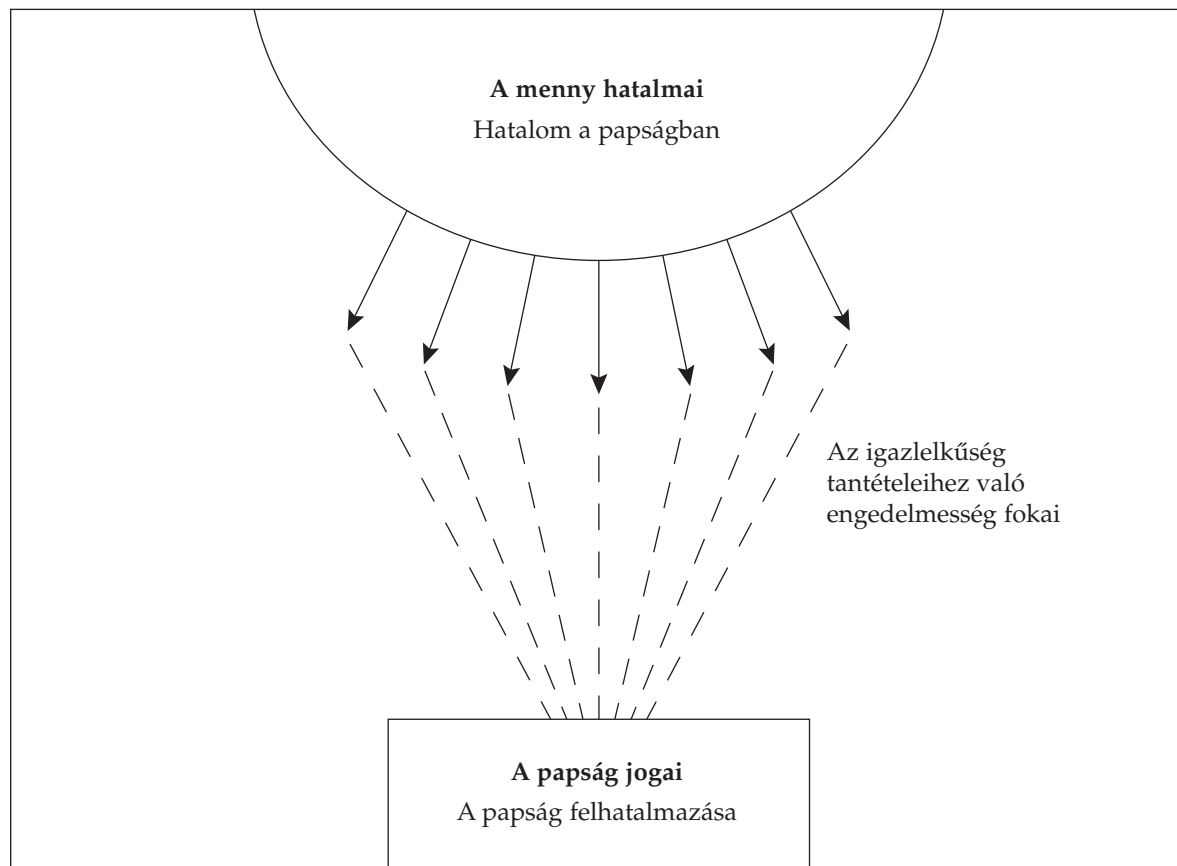 A menny hatalmai
Hatalom a papságban
Az igazlelkűség
tantételeihez való
engedelmesség fokai
A papság jogai
A papság felhatalmazása